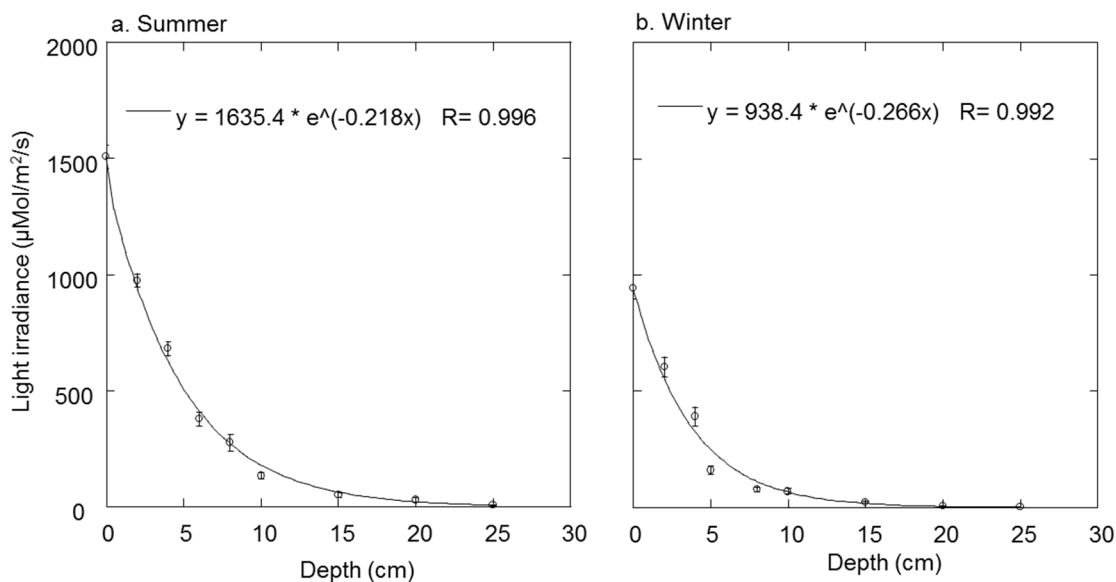 a. Summer
y = 1635.4 * e^(-0.218x) R= 0.996
2000
1500
1000
500
0
Light irradiance (µMol/m²/s)
0 5 10 15 20 25 30
Depth (cm)
b. Winter
y = 938.4 * e^(-0.266x) R= 0.992
0 5 10 15 20 25 30
Depth (cm)